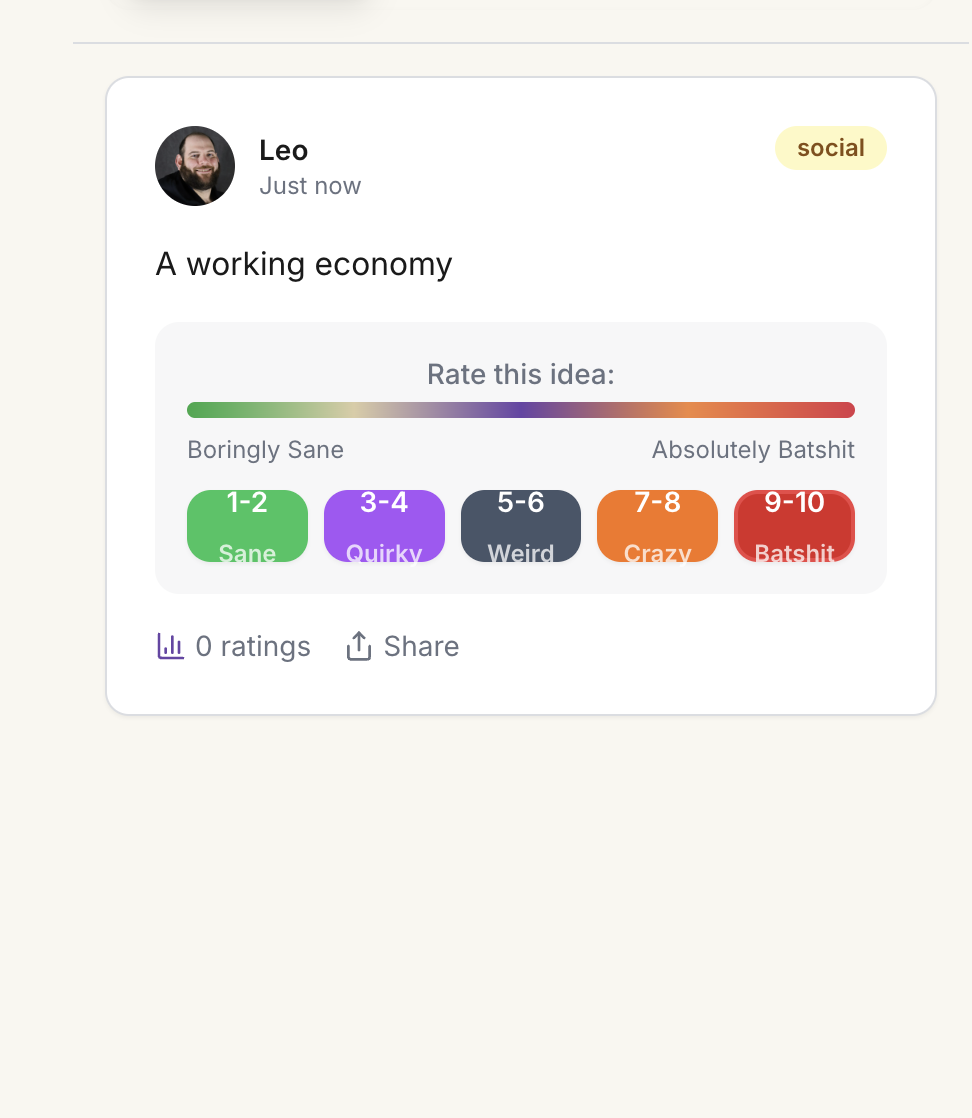 Leo
social
Just now
A working economy
Rate this idea:
Boringly Sane
Absolutely Batshit
1-2
3-4
5-6
7-8
9-10
Sane
Quirky
Weird
Crazy
Batshit
0 ratings
Share